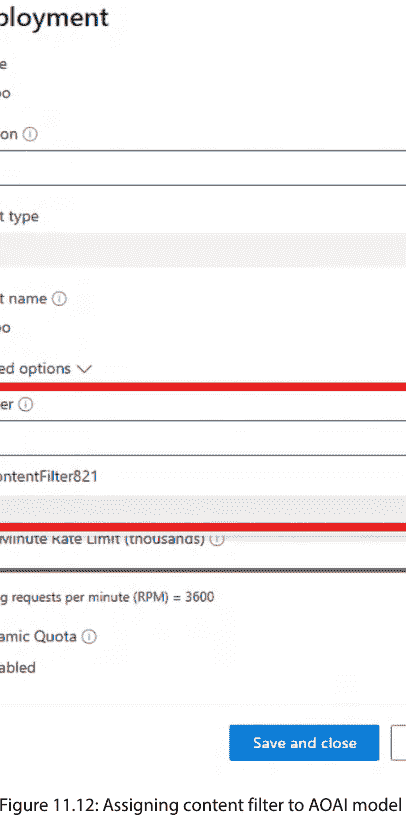 ployment
e
oo
on
t type
t name
oo
ed options
er
ontentFilter821
Minute Rate Limit (thousands)
g requests per minute (RPM) = 3600
amic Quota
abled
Save and close
Figure 11.12: Assigning content filter to AOAI model